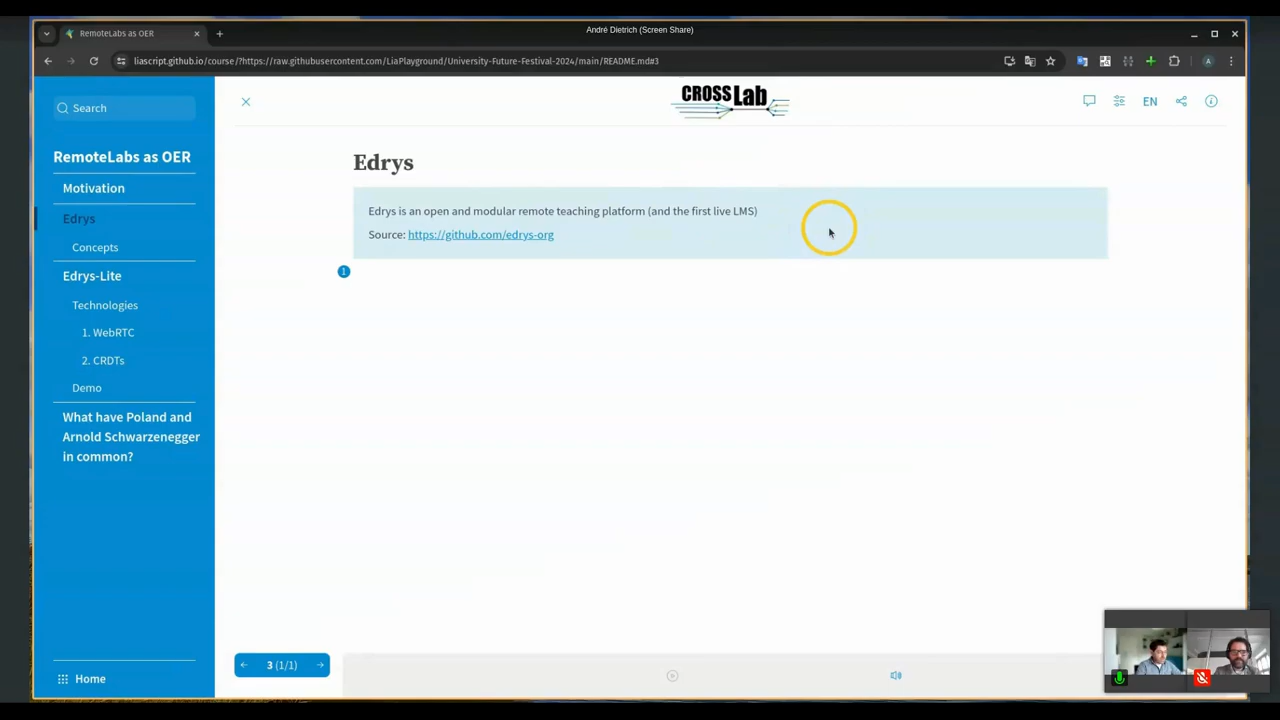 André Dietrich (Screen Share)
RemoteLabs as OER
liascript.github.io/course/?https://raw.githubusercontent.com/LiaPlayground/University-Future-Festival-2024/main/README.md#3
A
Search
CROSSLab
EN
RemoteLabs as OER
Motivation
Edrys
Concepts
Edrys-Lite
Technologies
1. WebRTC
2. CRDTs
Demo
What have Poland and
Arnold Schwarzenegger
in common?
Home
Edrys
Edrys is an open and modular remote teaching platform (and the first live LMS)
Source: https://github.com/edrys-org
1
3 (1/1)